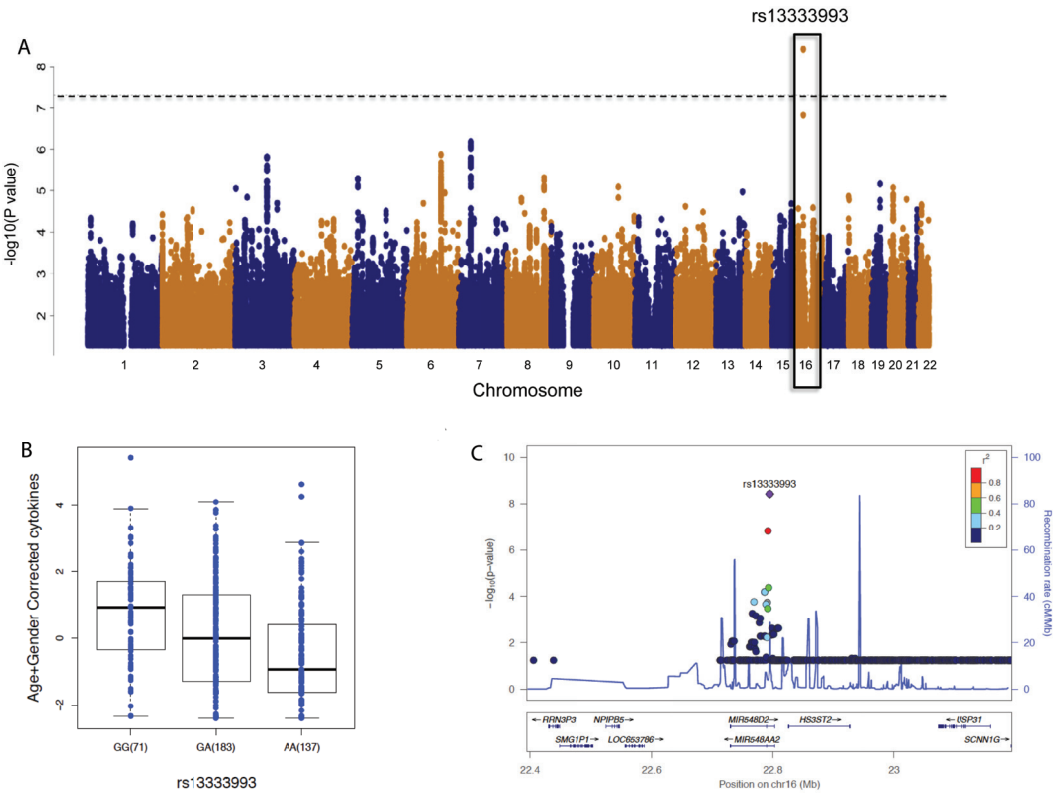 rs13333993
A
8
7
6
5
4
3
2
-log10(P value)
1 2 3 4 5 6 7 8 9 10 11 12 13 14 15 16 17 18 19 20 21 22
Chromosome
B
4
2
0
-2
Age-Gender Corrected cytokines
GG(71) GA(183) AA(137)
rs13333993
C
10
8
6
4
2
0
−log10(p−value)
rs13333993
r2
0.8
0.6
0.4
0.2
100
80
60
40
20
0
Recombination rate (cM/Mb)
←RRN3P3 NPIPB5→ MIR548D2→ HS3ST2→ ←USP31
SMG1P1→ LOC653786→ ←MIR548AA2 SCNN1G→
22.4 22.6 22.8 23
Position on chr16 (Mb)